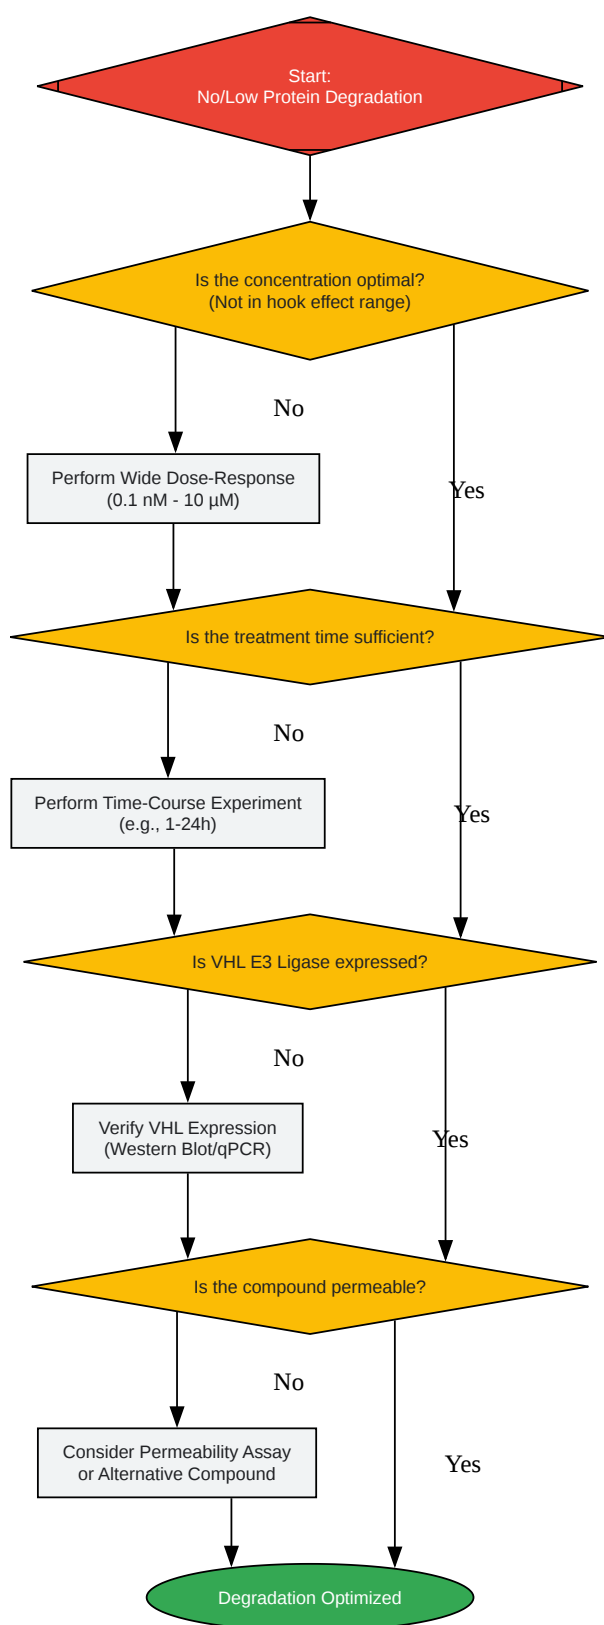 Start:
No/Low Protein Degradation
Is the concentration optimal?
(Not in hook effect range)
No
Perform Wide Dose-Response
(0.1 nM - 10 µM)
Yes
Is the treatment time sufficient?
No
Perform Time-Course Experiment
(e.g., 1-24h)
Yes
Is VHL E3 Ligase expressed?
No
Verify VHL Expression
(Western Blot/qPCR)
Yes
Is the compound permeable?
No
Consider Permeability Assay
or Alternative Compound
Yes
Degradation Optimized